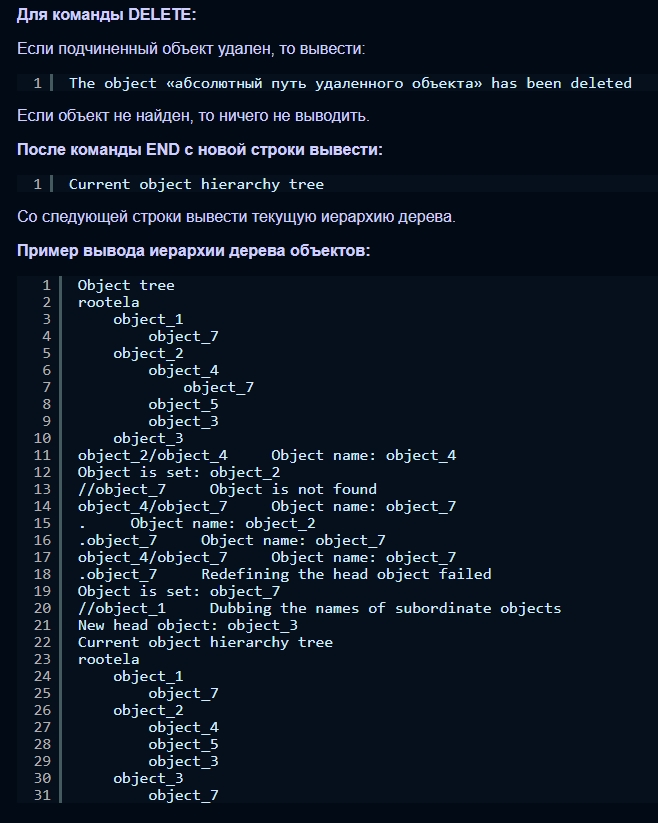 Для команды DELETE:
Если подчиненный объект удален, то вывести:
1 The object «абсолютный путь удаленного объекта» has been deleted
Если объект не найден, то ничего не выводить.
После команды END с новой строки вывести:
1 Current object hierarchy tree
Со следующей строки вывести текущую иерархию дерева.
Пример вывода иерархии дерева объектов:
1 Object tree
2 rootela
3     object_1
4         object_7
5     object_2
6         object_4
7             object_7
8         object_5
9         object_3
10     object_3
11 object_2/object_4     Object name: object_4
12 Object is set: object_2
13 //object_7     Object is not found
14 object_4/object_7     Object name: object_7
15 .     Object name: object_2
16 .object_7     Object name: object_7
17 object_4/object_7     Object name: object_7
18 .object_7     Redefining the head object failed
19 Object is set: object_7
20 //object_1     Dubbing the names of subordinate objects
21 New head object: object_3
22 Current object hierarchy tree
23 rootela
24     object_1
25         object_7
26     object_2
27         object_4
28         object_5
29         object_3
30     object_3
31         object_7